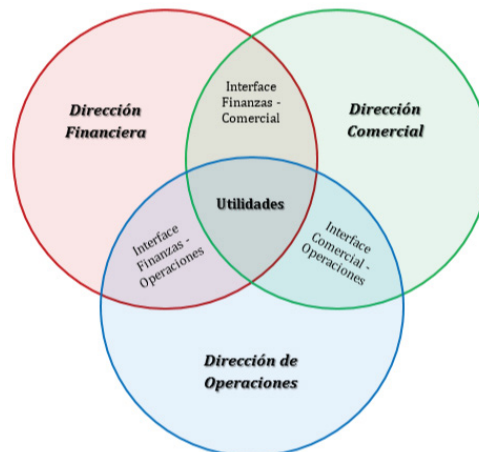 Interface
Finanzas -
Comercial
Dirección
Financiera
Dirección
Comercial
Utilidades
Interface
Finanzas -
Operaciones
Interface
Comercial -
Operaciones
Dirección de
Operaciones